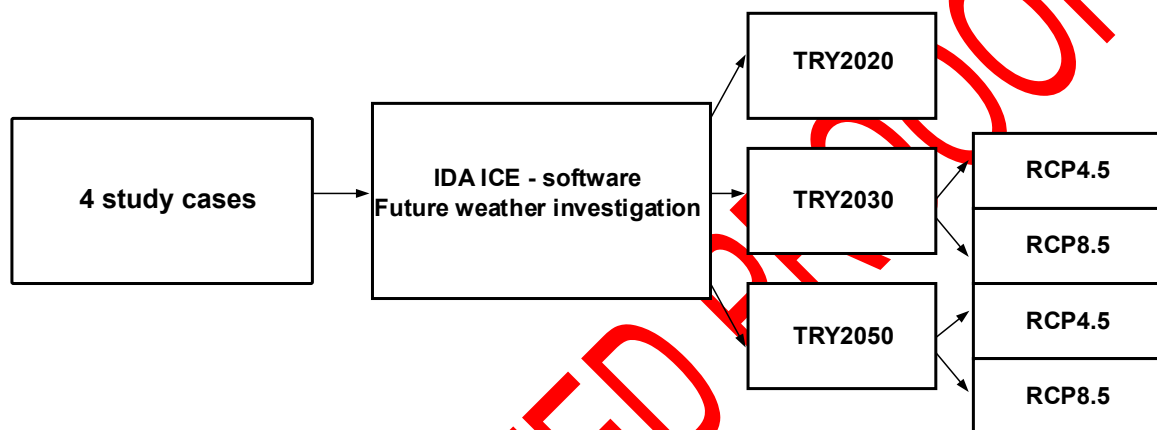 TRY2020
4 study cases
IDA ICE - software
Future weather investigation
TRY2030
TRY2050
RCP4.5
RCP8.5
RCP4.5
RCP8.5